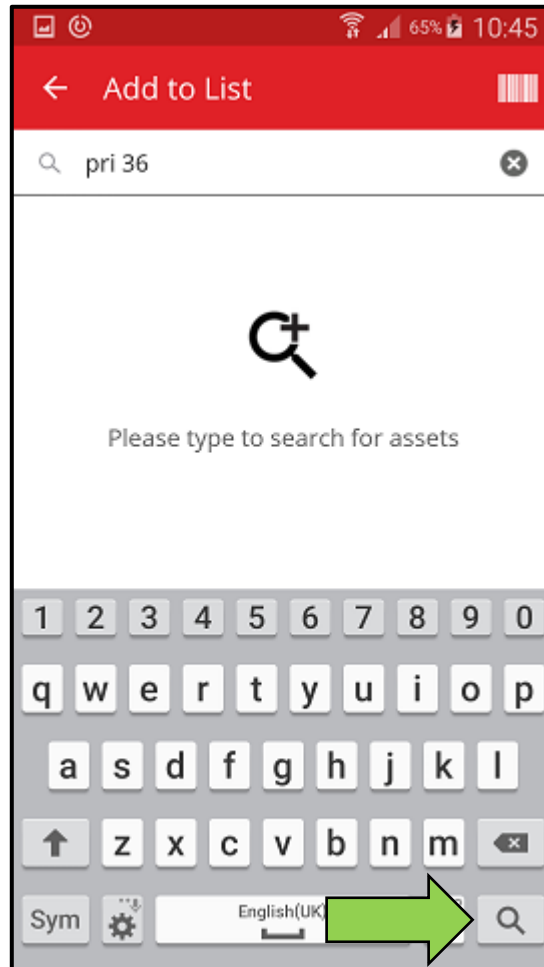 65% 10:45
Add to List
pri 36
Please type to search for assets
1 2 3 4 5 6 7 8 9 0
q w e r t y u i o p
a s d f g h j k l
z x c v b n m
Sym English(UK)